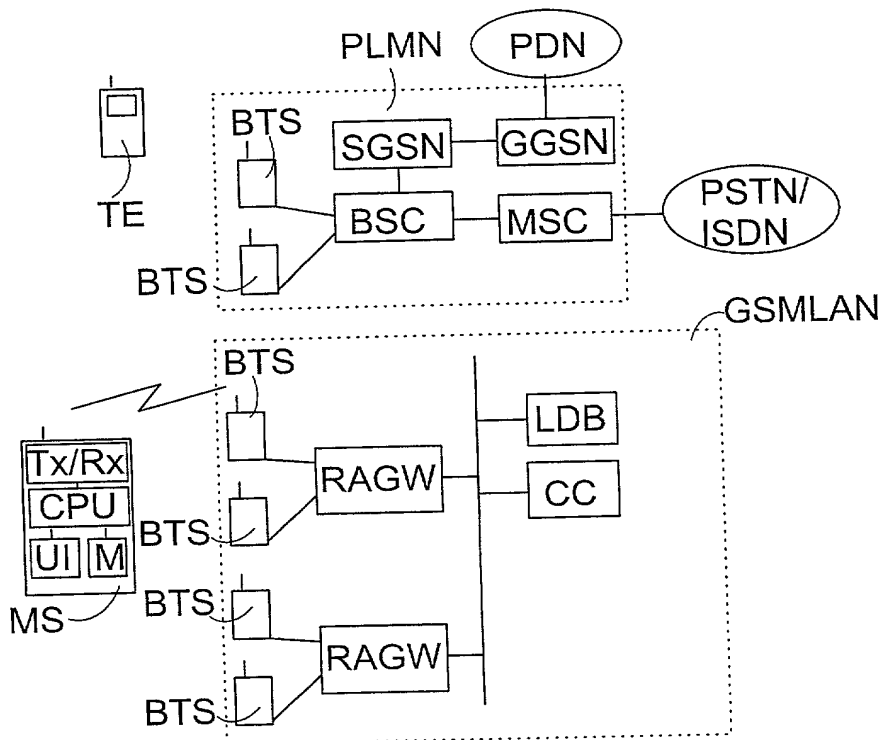 PLMN
PDN
BTS
SGSN
GGSN
TE
BSC
MSC
PSTN/
ISDN
BTS
GSMLAN
BTS
LDB
Tx/Rx
RAGW
CC
CPU
BTS
UI
M
BTS
MS
RAGW
BTS